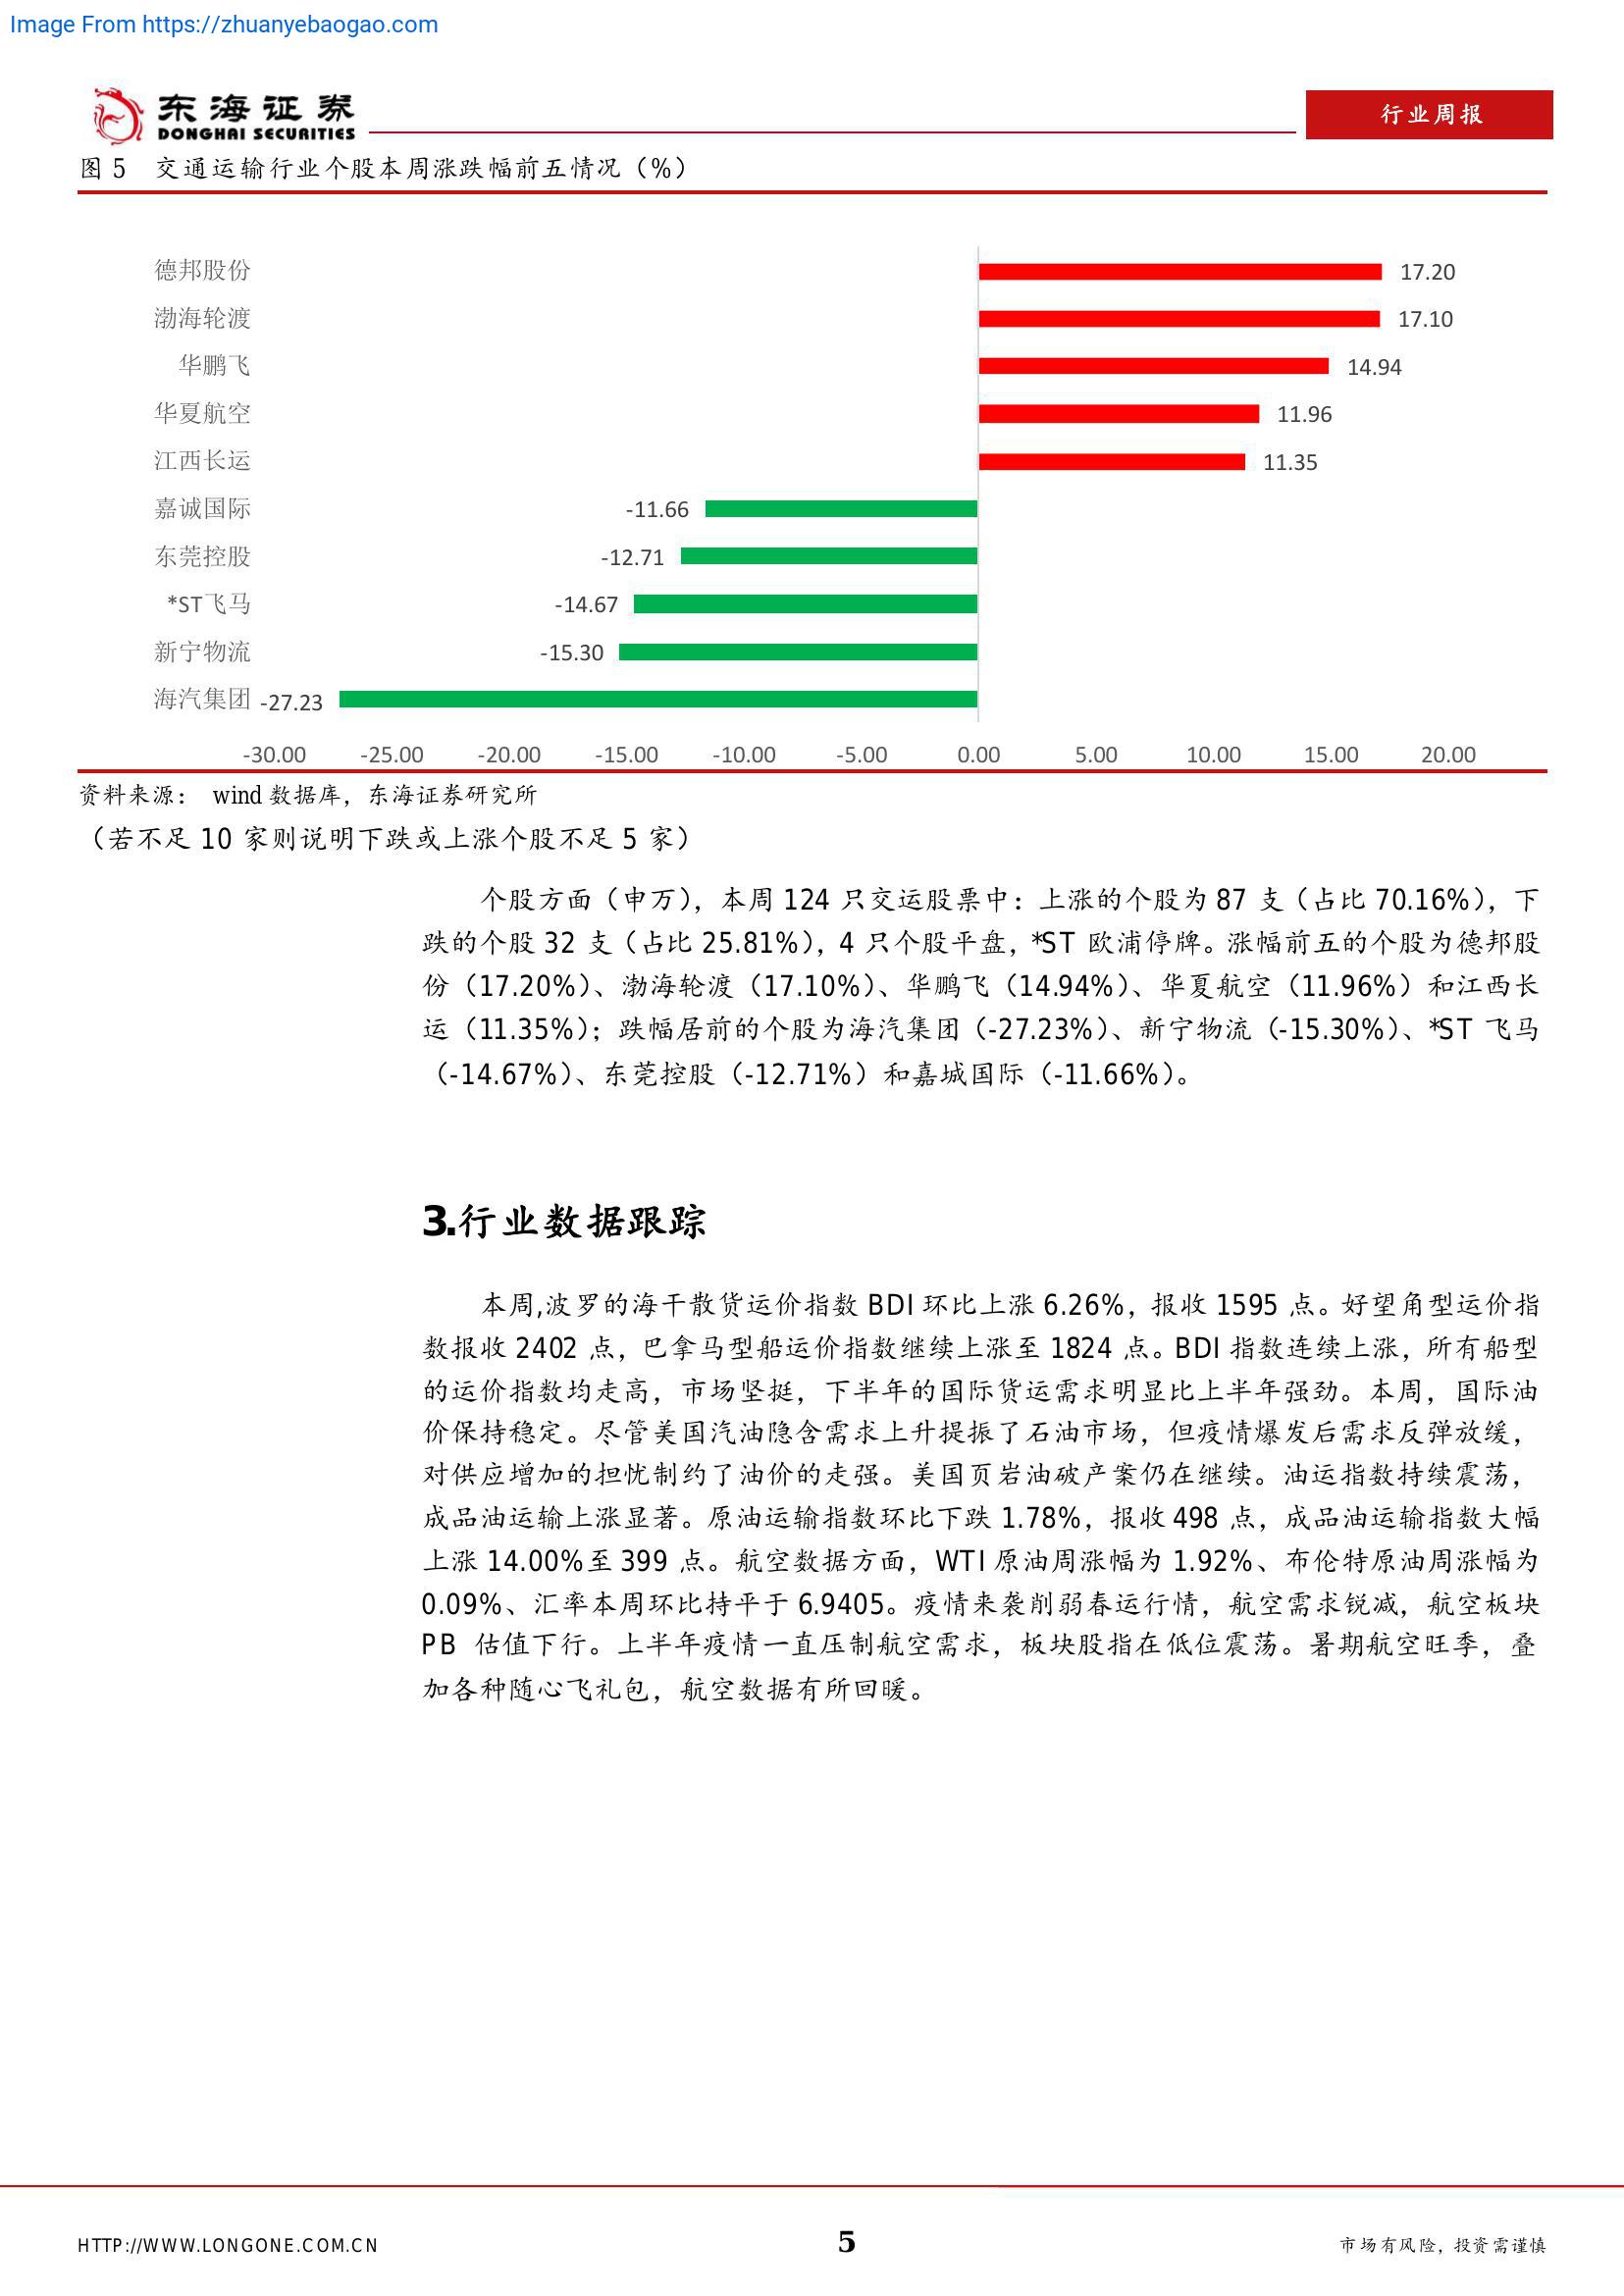 Image From https://zhuanyebaogao.com
东海证券
DONGHAI SECURITIES
行业周报
图 5 交通运输行业个股本周涨跌幅前五情况（%）
德邦股份 17.20
渤海轮渡 17.10
华鹏飞 14.94
华夏航空 11.96
江西长运 11.35
嘉诚国际 -11.66
东莞控股 -12.71
*ST飞马 -14.67
新宁物流 -15.30
海汽集团 -27.23
-30.00 -25.00 -20.00 -15.00 -10.00 -5.00 0.00 5.00 10.00 15.00 20.00
资料来源： wind 数据库，东海证券研究所
（若不足 10 家则说明下跌或上涨个股不足 5 家）
个股方面（申万），本周 124 只交运股票中：上涨的个股为 87 支（占比 70.16%），下
跌的个股 32 支（占比 25.81%），4 只个股平盘，*ST 欧浦停牌。涨幅前五的个股为德邦股
份（17.20%）、渤海轮渡（17.10%）、华鹏飞（14.94%）、华夏航空（11.96%）和江西长
运（11.35%）；跌幅居前的个股为海汽集团（-27.23%）、新宁物流（-15.30%）、*ST 飞马
（-14.67%）、东莞控股（-12.71%）和嘉城国际（-11.66%）。
3.行业数据跟踪
本周,波罗的海干散货运价指数 BDI 环比上涨 6.26%，报收 1595 点。好望角型运价指
数报收 2402 点，巴拿马型船运价指数继续上涨至 1824 点。BDI 指数连续上涨，所有船型
的运价指数均走高，市场坚挺，下半年的国际货运需求明显比上半年强劲。本周，国际油
价保持稳定。尽管美国汽油隐含需求上升提振了石油市场，但疫情爆发后需求反弹放缓，
对供应增加的担忧制约了油价的走强。美国页岩油破产案仍在继续。油运指数持续震荡，
成品油运输上涨显著。原油运输指数环比下跌 1.78%，报收 498 点，成品油运输指数大幅
上涨 14.00%至 399 点。航空数据方面，WTI 原油周涨幅为 1.92%、布伦特原油周涨幅为
0.09%、汇率本周环比持平于 6.9405。疫情来袭削弱春运行情，航空需求锐减，航空板块
PB 估值下行。上半年疫情一直压制航空需求，板块股指在低位震荡。暑期航空旺季，叠
加各种随心飞礼包，航空数据有所回暖。
HTTP://WWW.LONGONE.COM.CN
5
市场有风险，投资需谨慎